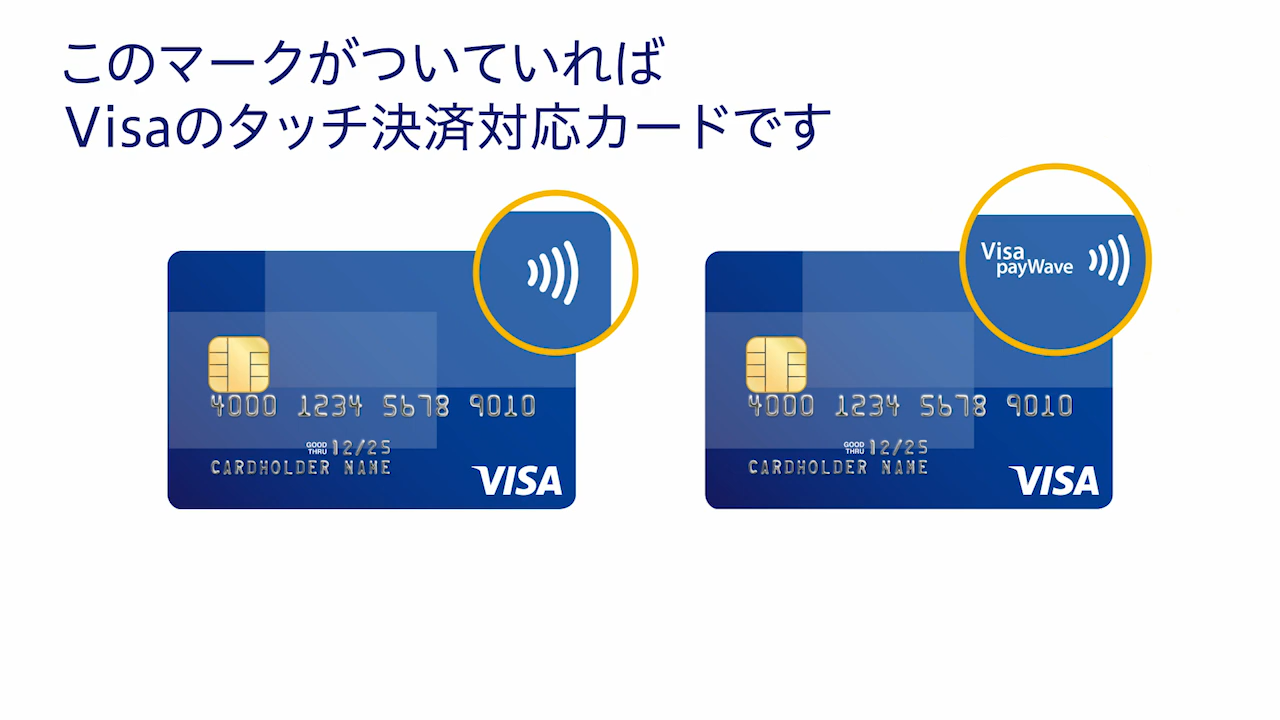 このマークがついていれば
Visaのタッチ決済対応カードです
4000 1234 5678 9010
GOOD THRU 12/25
CARDHOLDER NAME
VISA
Visa
payWave
4000 1234 5678 9010
GOOD THRU 12/25
CARDHOLDER NAME
VISA